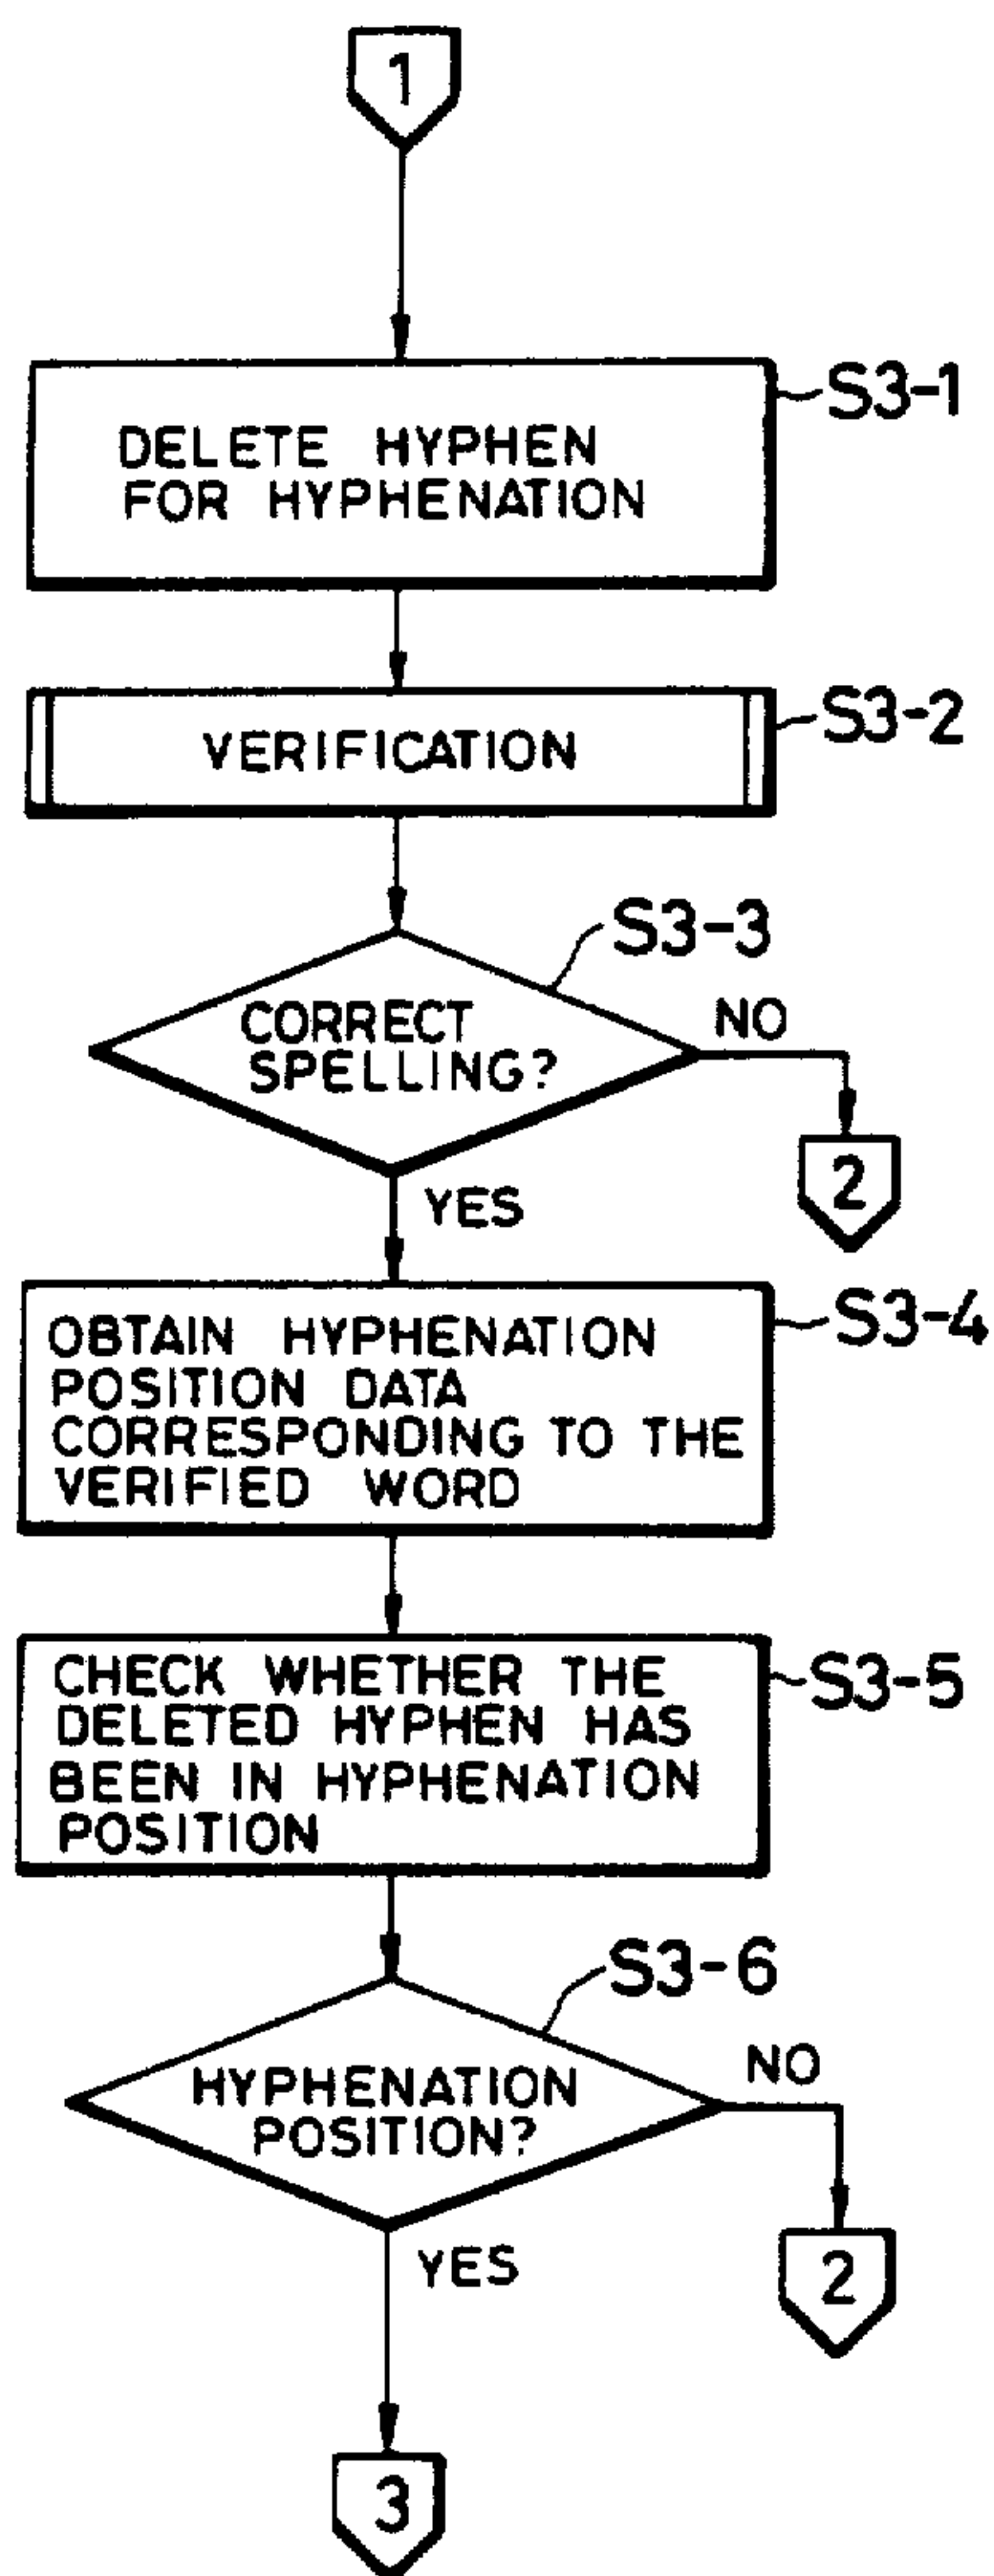 1
S3-1
DELETE HYPHEN
FOR HYPHENATION
S3-2
VERIFICATION
S3-3
CORRECT
SPELLING?
NO
2
YES
S3-4
OBTAIN HYPHENATION
POSITION DATA
CORRESPONDING TO THE
VERIFIED WORD
S3-5
CHECK WHETHER THE
DELETED HYPHEN HAS
BEEN IN HYPHENATION
POSITION
S3-6
HYPHENATION
POSITION?
NO
2
YES
3